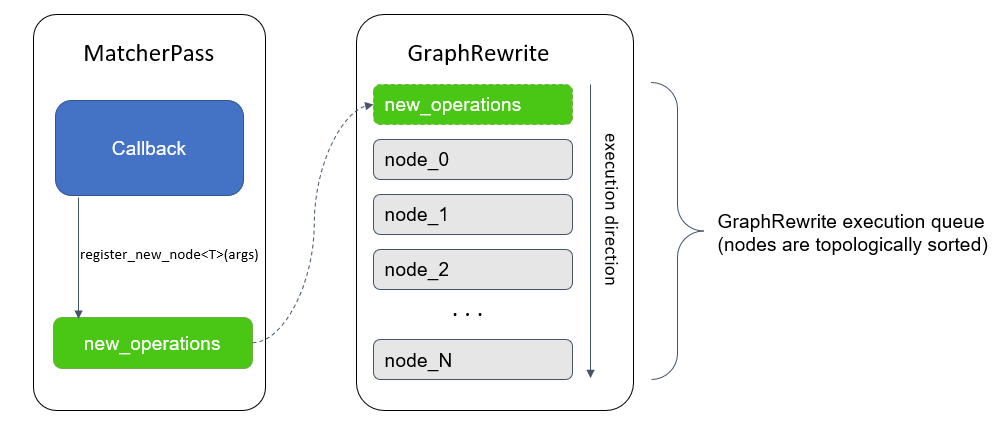 MatcherPass
Callback
register_new_node<T>(args)
new_operations
GraphRewrite
new_operations
node_0
node_1
node_2
. . .
node_N
execution direction
GraphRewrite execution queue
(nodes are topologically sorted)